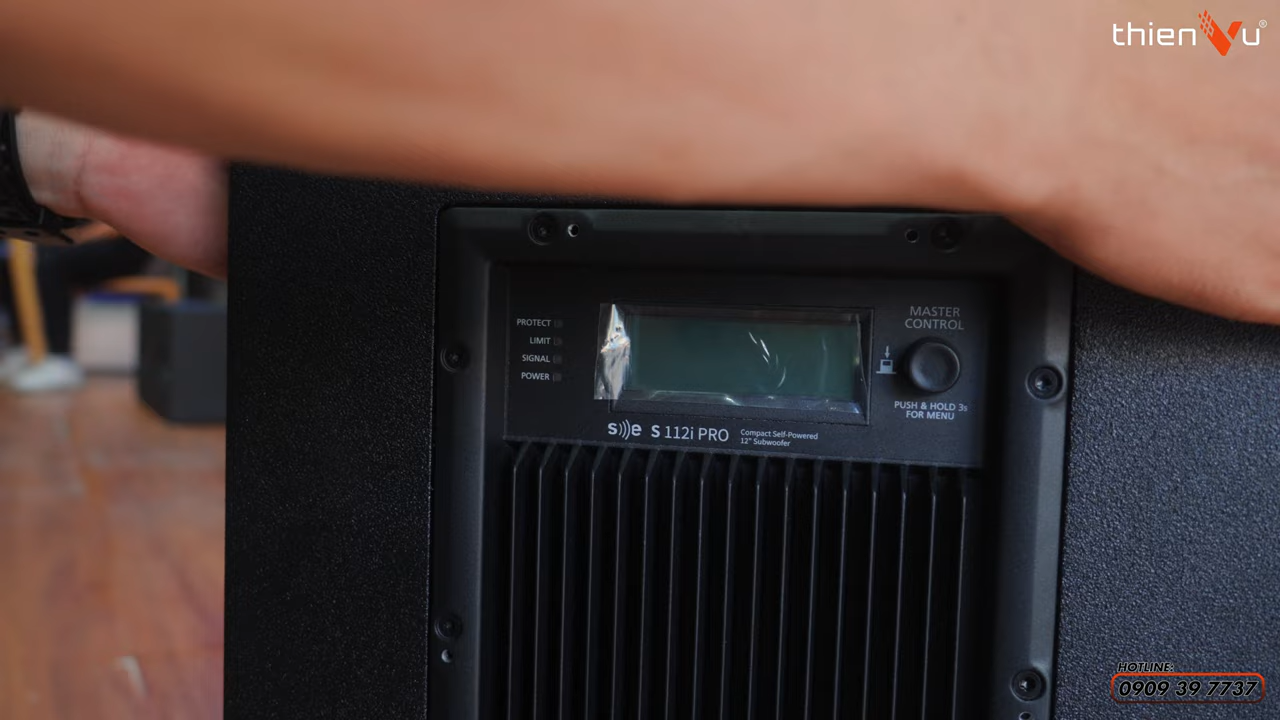 thienVu®
PROTECT
LIMIT
SIGNAL
POWER
MASTER
CONTROL
PUSH & HOLD 3s
FOR MENU
S 112i PRO
Compact Self-Powered
12" Subwoofer
HOTLINE:
0909 39 7737